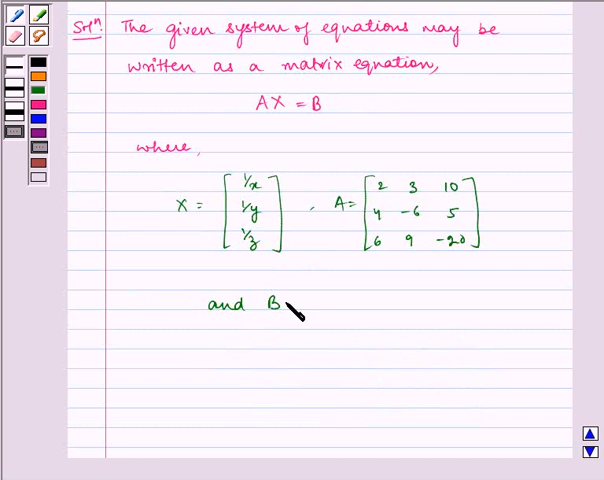 Solⁿ. The given system of equations may be
written as a matrix equation,
AX = B
where,
X = [1/x 1/y 1/z] , A = [2 3 10
4 -6 5
6 9 -20]
and B